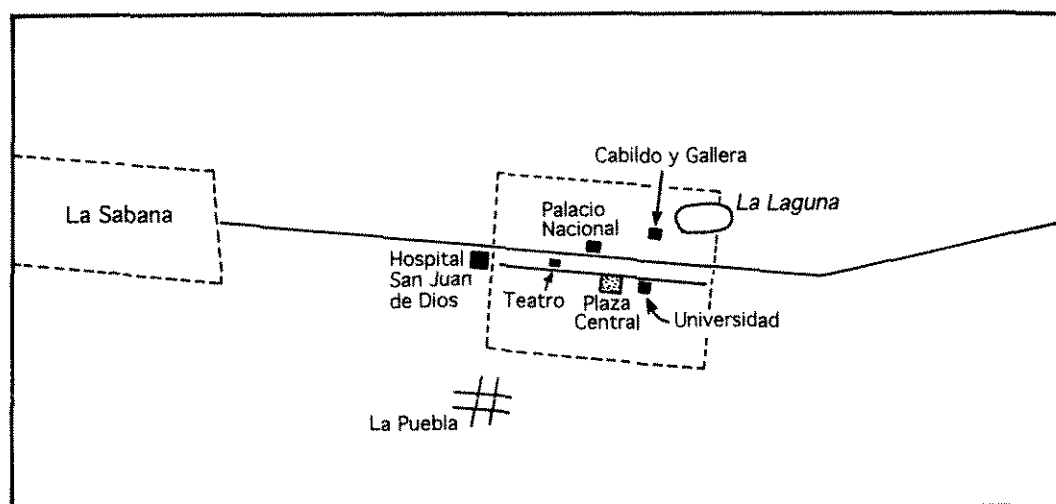 Cabildo y Gallera
La Laguna
La Sabana
Palacio
Nacional
Hospital
San Juan
de Dios
Teatro
Plaza
Central
Universidad
La Puebla